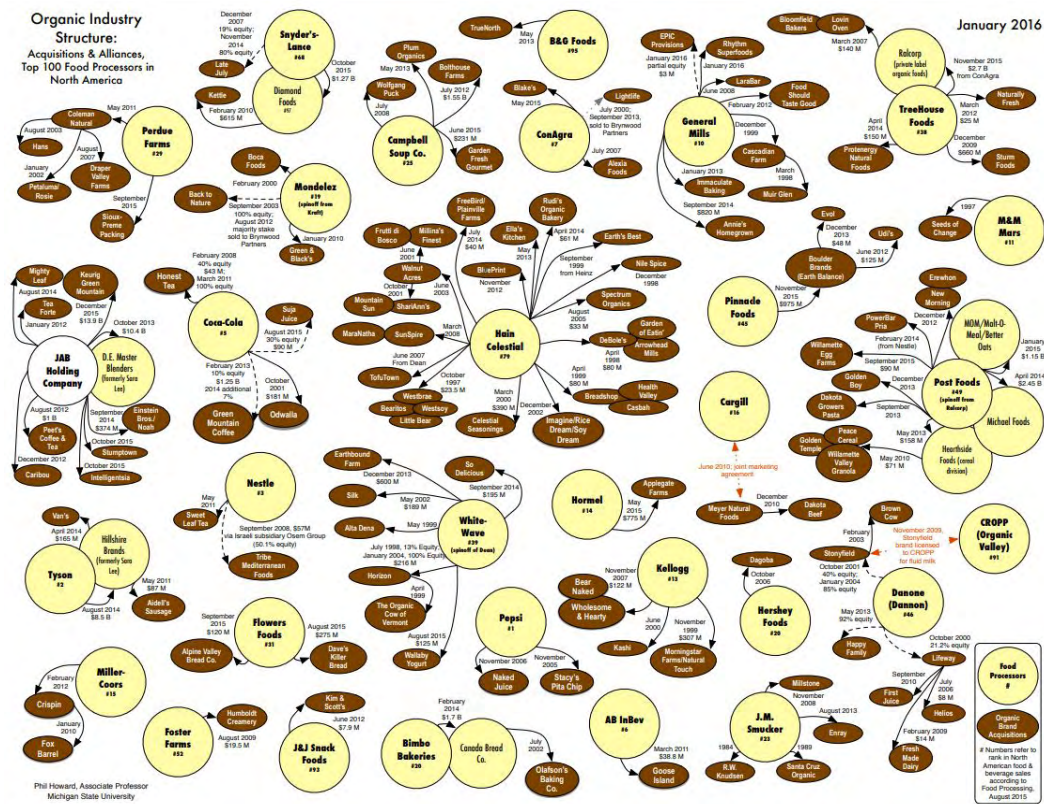 Organic Industry
Structure:
Acquisitions & Alliances,
Top 100 Food Processors in
North America
January 2016
December
2007
19% equity;
November
2014
80% equity
Snyder's-
Lance
#68
Late
July
October
2015
$1.27 B
Kettle
February 2010
$615 M
Diamond
Foods
May 2011
Coleman
Natural
August 2003
Hans
Perdue
Farms
#29
January
2002
Petaluma/
Rosie
August
2007
Draper
Valley
Farms
September
2015
Sioux-
Preme
Packing
Boca
Foods
February 2000
Back to
Nature
Mondelez
(spinoff from
Kraft)
September 2003
100% equity;
August 2012
majority stake
sold to Brynwood
Partners
January 2010
Green &
Black's
Plum
Organics
May 2013
Wolfgang
Puck
July
2008
Bolthouse
Farms
July 2012
$1.55 B
Campbell
Soup Co.
#25
June 2015
$231 M
Garden
Fresh
Gourmet
TrueNorth
May
2013
B&G Foods
#95
Blake's
May 2015
Lightlife
July 2000;
September 2013,
sold to Brynwood
Partners
ConAgra
#7
July 2007
Alexia
Foods
EPIC
Provisions
January 2016
partial equity
$3 M
Rhythm
Superfoods
January 2016
LaraBar
June 2008
Food
Should
Taste Good
February 2012
General
Mills
#10
December
1999
Cascadian
Farm
March
1998
Muir Glen
January 2013
Immaculate
Baking
September 2014
$820 M
Annie's
Homegrown
Bloomfield
Bakers
Lovin
Oven
March 2007
$140 M
Ralcorp
(private label
organic foods)
November 2015
$2.7 B
from ConAgra
TreeHouse
Foods
#38
Naturally
Fresh
March
2012
$25 M
April
2014
$150 M
Protenergy
Natural
Foods
December
2009
$660 M
Sturm
Foods
1997
Seeds of
Change
M&M
Mars
#11
Mighty
Leaf
August 2014
Tea
Forte
January 2012
Keurig
Green
Mountain
December
2015
$13.9 B
October 2013
$10.4 B
JAB
Holding
Company
D.E. Master
Blenders
(formerly Sara
Lee)
August 2012
$1 B
Peet's
Coffee &
Tea
September
2014
$374 M
Einstein
Bros./
Noah
October 2015
Stumptown
December 2012
Caribou
October 2015
Intelligentsia
February 2008
40% equity
$43 M;
March 2011
100% equity
Honest
Tea
Coca-Cola
#3
Suja
Juice
August 2015
30% equity
$90 M
February 2013
10% equity
$1.25 B
2014 additional
7%
October
2001
$181 M
Green
Mountain
Coffee
Odwalla
Frutti di
Bosco
Millina's
Finest
June
2001
Walnut
Acres
October
2001
June
2003
Mountain
Sun
ShariAnn's
MaraNatha
SunSpire
March
2008
June 2007
From Dean
TofuTown
October
1997
$23.5 M
Westbrae
Bearitos
Westsoy
Little Bear
FreeBird/
Plainville
Farms
July
2014
$40 M
BluePrint
November
2012
Ella's
Kitchen
May
2013
Rudi's
Organic
Bakery
April 2014
$61 M
Earth's Best
September
1999
from Heinz
Nile Spice
December
1998
Spectrum
Organics
August
2005
$33 M
Hain
Celestial
#79
Garden
of Eatin'
DeBole's
Arrowhead
Mills
April
1998
$80 M
April
1999
$80 M
Health
Valley
Breadshop
Casbah
March
2000
$390 M
Celestial
Seasonings
December
2002
Imagine/Rice
Dream/Soy
Dream
Evol
December
2013
$48 M
Udi's
June 2012
$125 M
Boulder
Brands
(Earth Balance)
Pinnacle
Foods
#45
November
2015
$975 M
Erewhon
New
Morning
December
2012
MOM/Malt-O-
Meal/Better
Oats
PowerBar
Pria
February 2014
(from Nestle)
Willamette
Egg
Farms
September 2015
$90 M
January
2015
$1.15 B
Golden
Boy
December
2013
Post Foods
#49
(spinoff from
Ralcorp)
April 2014
$2.45 B
Dakota
Growers
Pasta
September
2013
Michael Foods
May 2013
$158 M
Peace
Cereal
Golden
Temple
Willamette
Valley
Granola
May 2010
$71 M
Hearthside
Foods (cereal
division)
Cargill
#16
June 2010; joint marketing
agreement
Meyer Natural
Foods
December
2010
Dakota
Beef
Nestle
#3
May
2011
Sweet
Leaf Tea
September 2008, $57M
via Israeli subsidiary Osem Group
(50.1% equity)
Tribe
Mediterranean
Foods
Earthbound
Farm
December 2013
$600 M
So
Delicious
September 2014
$195 M
Silk
May 2002
$189 M
Alta Dena
May 1999
White-
Wave
#39
(spinoff of Dean)
July 1998, 13% Equity;
January 2004, 100% Equity
$216 M
Horizon
April
1999
The Organic
Cow of
Vermont
August 2015
$125 M
Wallaby
Yogurt
Hormel
#14
Applegate
Farms
May
2015
$775 M
Van's
April 2014
$165 M
Hillshire
Brands
(formerly Sara
Lee)
Tyson
#2
May 2011
$87 M
Aidell's
Sausage
August 2014
$8.5 B
Flowers
Foods
#31
September
2015
$120 M
Alpine Valley
Bread Co.
August 2015
$275 M
Dave's
Killer
Bread
Pepsi
#1
November 2006
Naked
Juice
November
2005
Stacy's
Pita Chip
Kellogg
#13
November
2007
$122 M
Bear
Naked
Wholesome
& Hearty
June
2000
Kashi
November
1999
$307 M
Morningstar
Farms/Natural
Touch
Dagoba
October
2006
Hershey
Foods
#20
Brown
Cow
February
2003
Stonyfield
November 2009,
Stonyfield
brand licensed
to CROPP
for fluid milk
CROPP
(Organic
Valley)
#91
October 2001
40% equity;
January 2004
85% equity
Danone
(Dannon)
#46
May 2013
92% equity
Happy
Family
October 2000
21.2% equity
Lifeway
September
2010
First
Juice
July
2006
$8 M
Helios
February 2009
$14 M
Fresh
Made
Dairy
Miller-
Coors
#15
February
2012
Crispin
January
2010
Fox
Barrel
Foster
Farms
#52
Humboldt
Creamery
August 2009
$19.5 M
Kim &
Scott's
June 2012
$7.9 M
J&J Snack
Foods
#92
February
2014
$1.7 B
Bimbo
Bakeries
Canada Bread
Co.
July
2002
Olafson's
Baking
Co.
AB InBev
#6
March 2011
$38.8 M
Goose
Island
Millstone
November
2008
August 2013
Enray
J.M.
Smucker
#23
1984
R.W.
Knudsen
1989
Santa Cruz
Organic
Food
Processors
#
Organic
Brand
Acquisitions
# Numbers refer to
rank in North
American food &
beverage sales
according to
Food Processing,
August 2015
Phil Howard, Associate Professor
Michigan State University